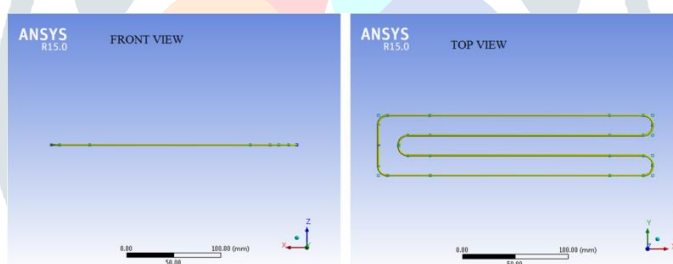 ANSYS
R15.0
FRONT VIEW
Z
X
0.00
100.00 (mm)
50.00
ANSYS
R15.0
TOP VIEW
Y
X
0.00
100.00 (mm)
50.00